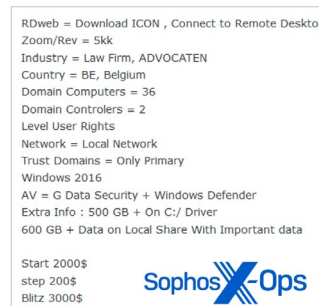 RDweb = Download ICON , Connect to Remote Deskto
Zoom/Rev = 5kk
Industry = Law Firm, ADVOCATEN
Country = BE, Belgium
Domain Computers = 36
Domain Controlers = 2
Level User Rights
Network = Local Network
Trust Domains = Only Primary
Windows 2016
AV = G Data Security + Windows Defender
Extra Info : 500 GB + On C:/ Driver
600 GB + Data on Local Share With Important data
Start 2000$
step 200$
Blitz 3000$
Sophos X-Ops